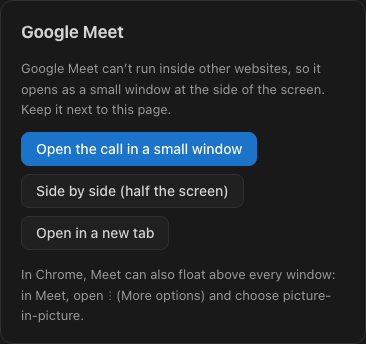 Google Meet
Google Meet can’t run inside other websites, so it
opens as a small window at the side of the screen.
Keep it next to this page.
Open the call in a small window
Side by side (half the screen)
Open in a new tab
In Chrome, Meet can also float above every window:
in Meet, open ⋮ (More options) and choose picture-
in-picture.